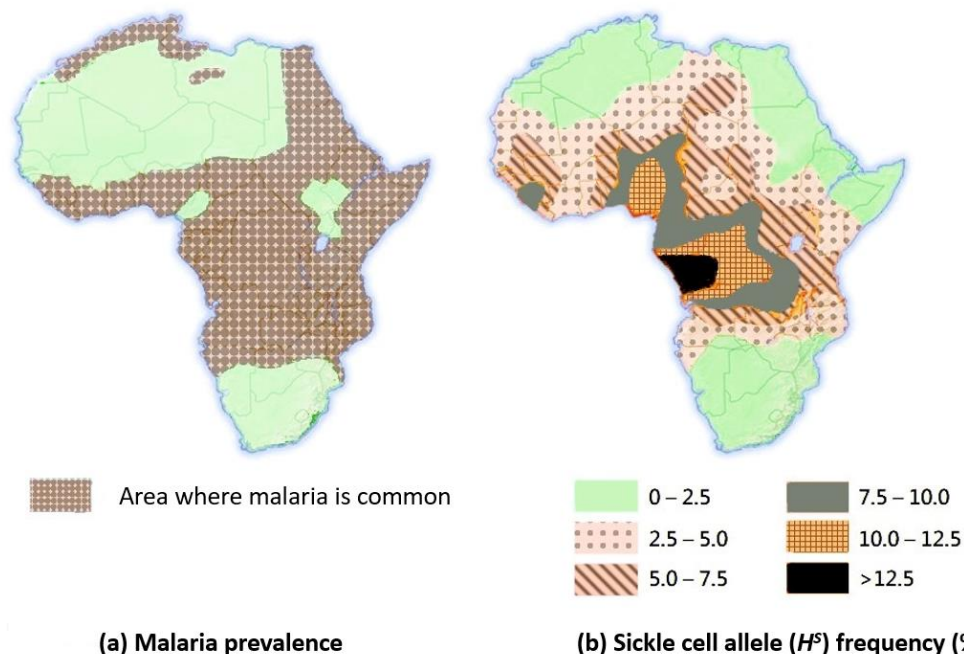 Area where malaria is common
0 – 2.5
2.5 – 5.0
5.0 – 7.5
7.5 – 10.0
10.0 – 12.5
>12.5
(a) Malaria prevalence
(b) Sickle cell allele (Hˢ) frequency (%